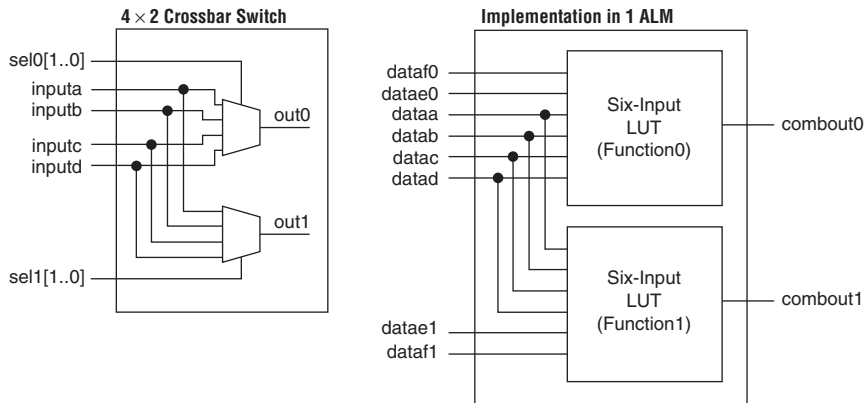 4 × 2 Crossbar Switch
sel0[1..0]
inputa
inputb
inputc
inputd
out0
out1
sel1[1..0]
Implementation in 1 ALM
dataf0
datae0
dataa
datab
datac
datad
Six-Input
LUT
(Function0)
combout0
Six-Input
LUT
(Function1)
combout1
datae1
dataf1